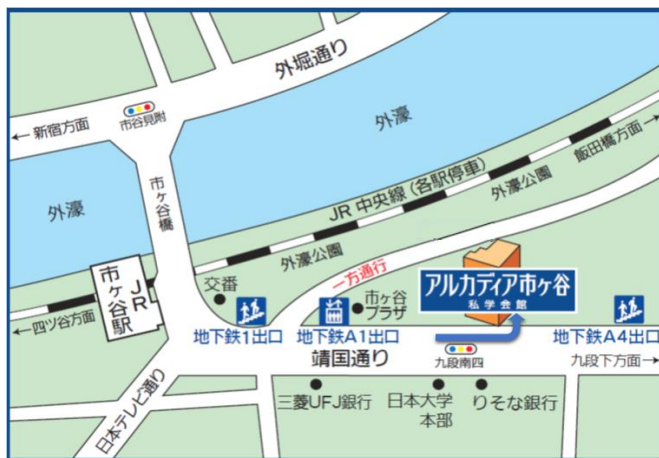 外堀通り
←新宿方面
市谷見附
外濠
飯田橋方面→
市ヶ谷橋
JR中央線（各駅停車）
外濠公園
外濠
外濠公園
JR
市ヶ谷駅
交番
一方通行
市ヶ谷
プラザ
アルカディア市ヶ谷
私学会館
←四ツ谷方面
地下鉄1出口
地下鉄A1出口
地下鉄A4出口
靖国通り
九段南四
九段下方面→
日本テレビ通り
三菱UFJ銀行
日本大学
本部
りそな銀行